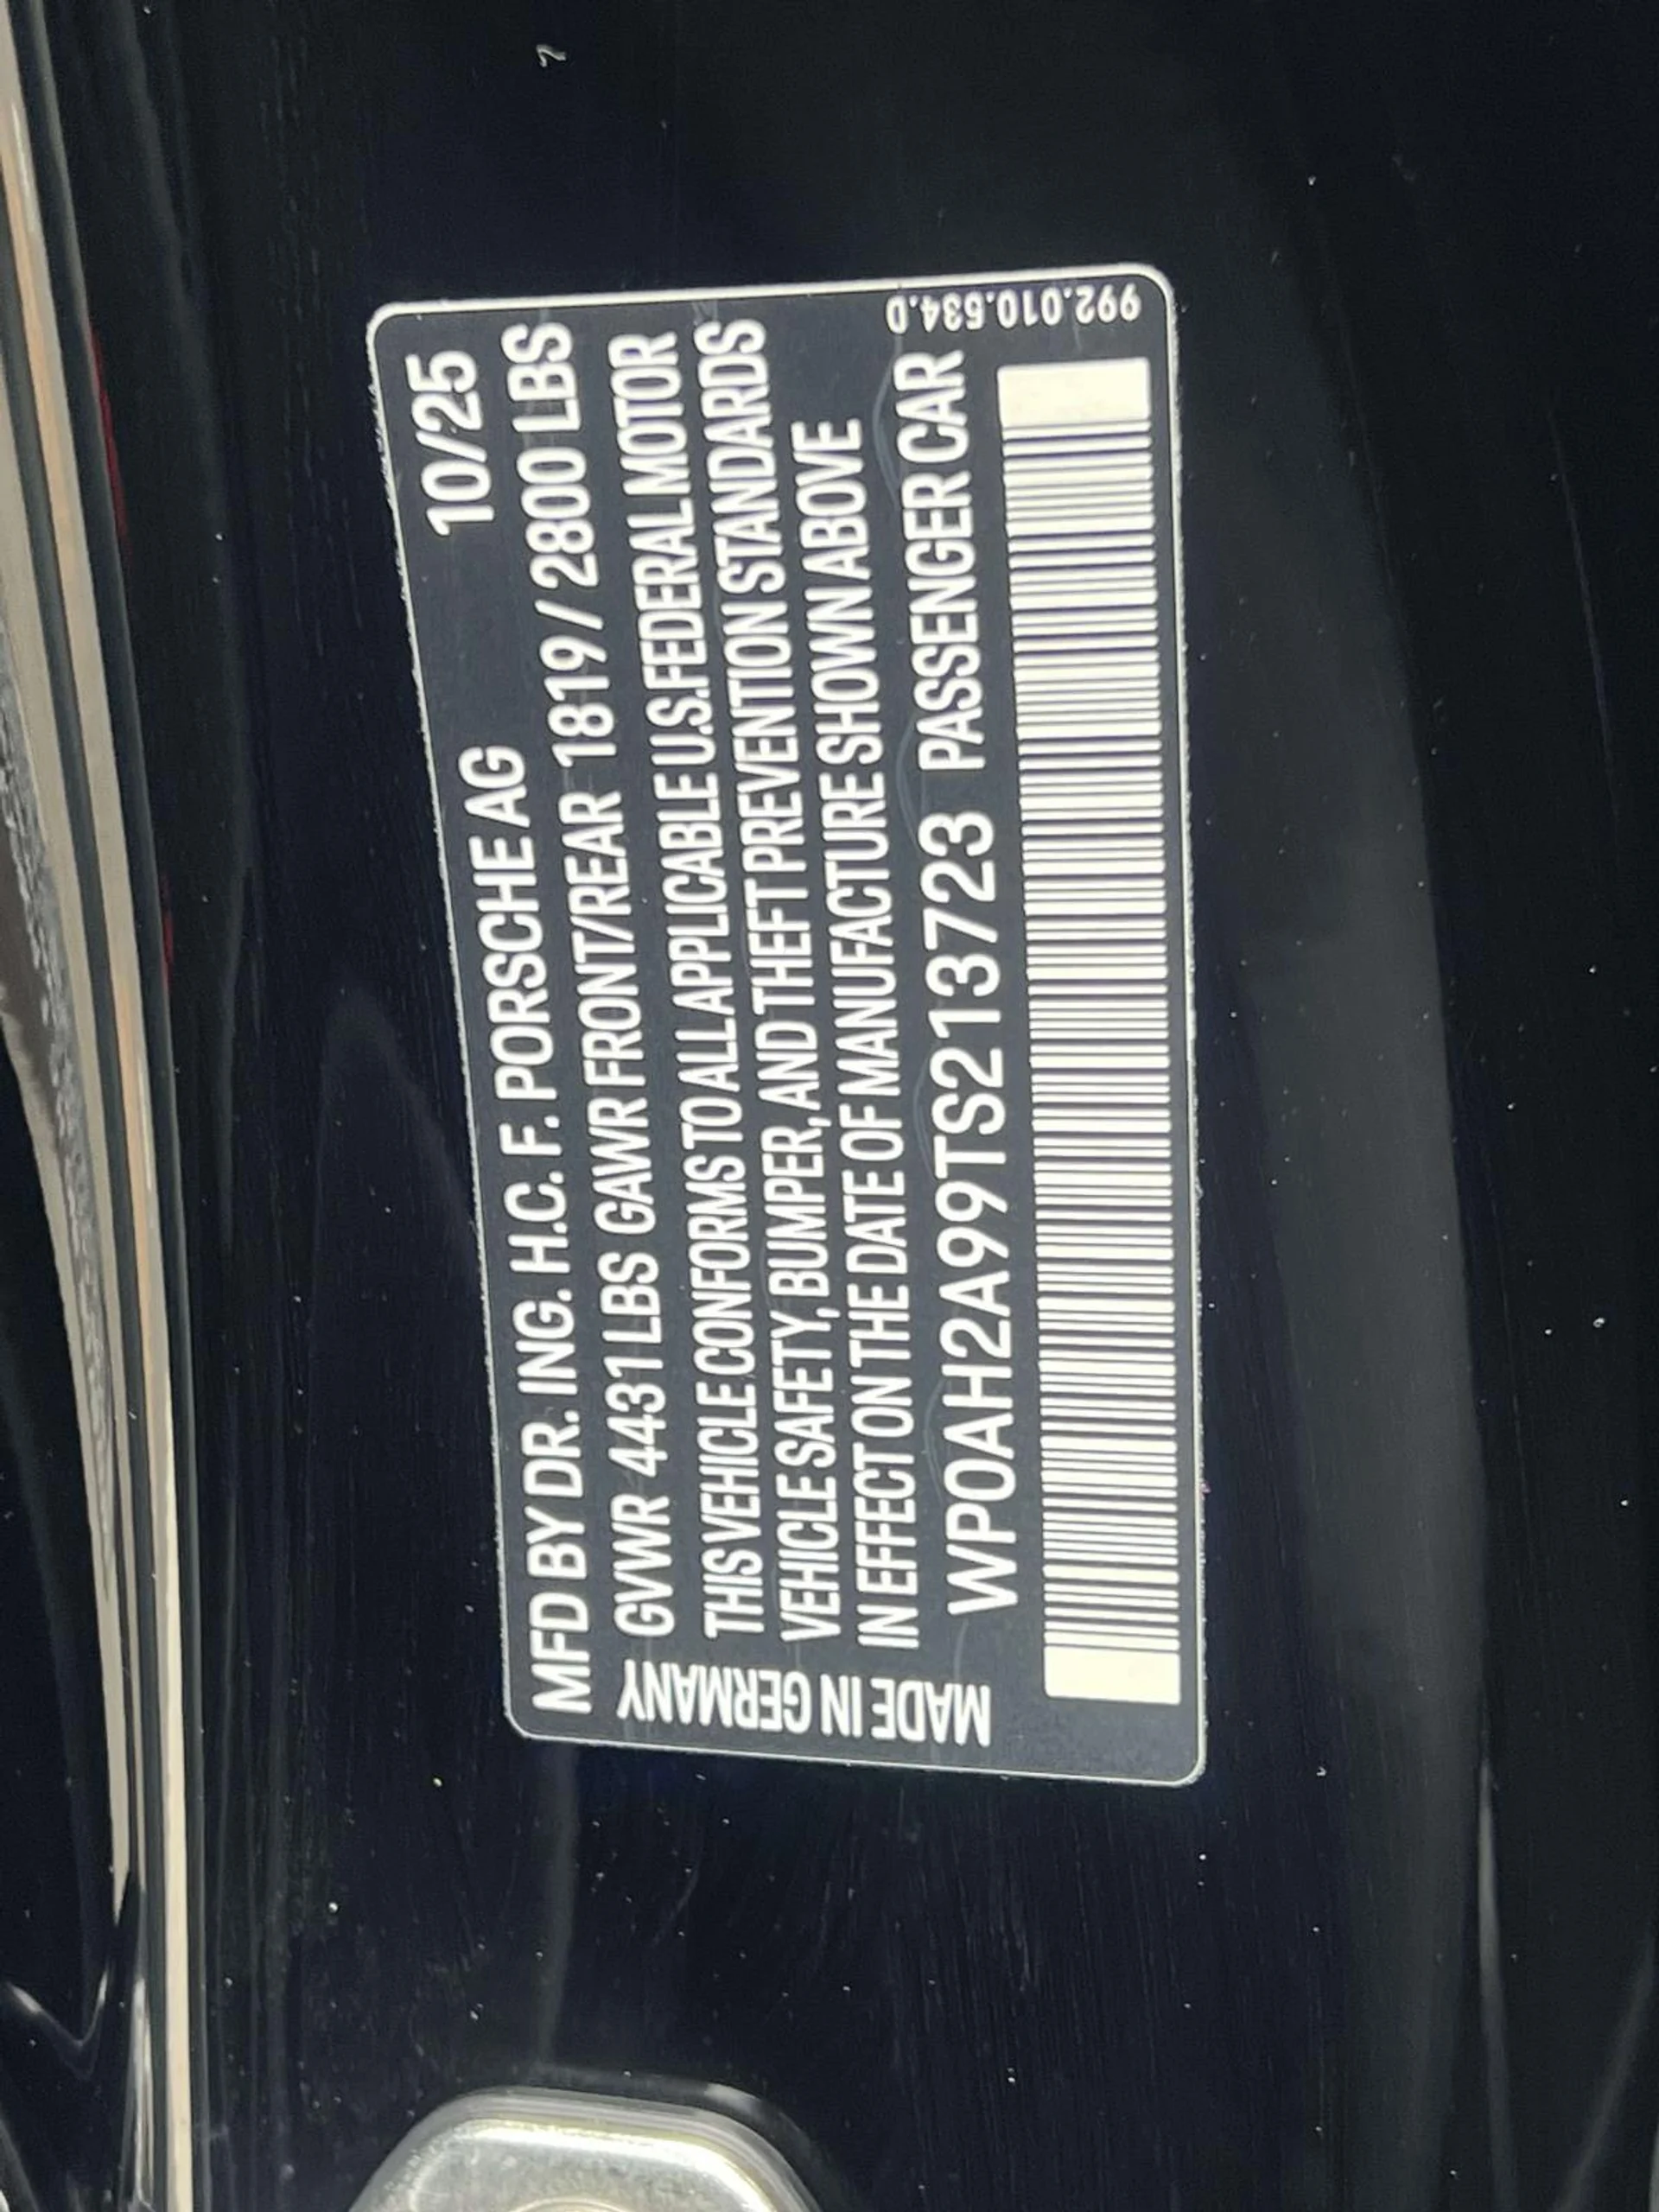 MFD BY DR. ING. H.C. F. PORSCHE AG 10/25
GVWR 4431 LBS GAWR FRONT/REAR 1819 / 2800 LBS
THIS VEHICLE CONFORMS TO ALL APPLICABLE U.S. FEDERAL MOTOR
VEHICLE SAFETY, BUMPER, AND THEFT PREVENTION STANDARDS
IN EFFECT ON THE DATE OF MANUFACTURE SHOWN ABOVE
WP0AH2A99TS213723 PASSENGER CAR
MADE IN GERMANY
992.010.534.D